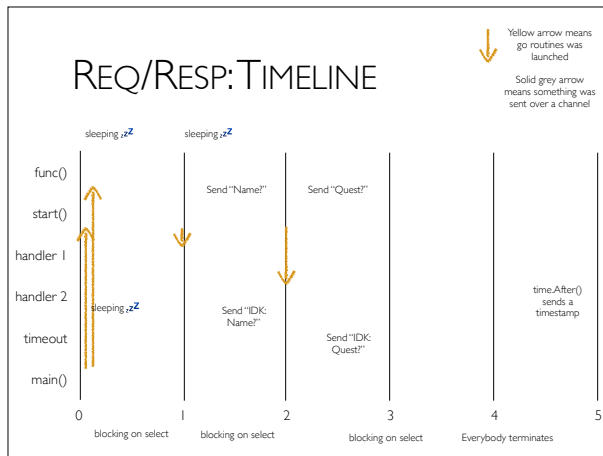 Yellow arrow means
go routines was
launched
REQ/RESP: TIMELINE
Solid grey arrow
means something was
sent over a channel
sleeping zzZ
sleeping zzZ
func()
Send “Name?”
Send “Quest?”
start()
handler 1
handler 2
sleeping zzZ
Send “IDK:
Name?”
time.After()
sends a
timestamp
timeout
Send “IDK:
Quest?”
main()
0
1
2
3
4
5
blocking on select
blocking on select
blocking on select
Everybody terminates